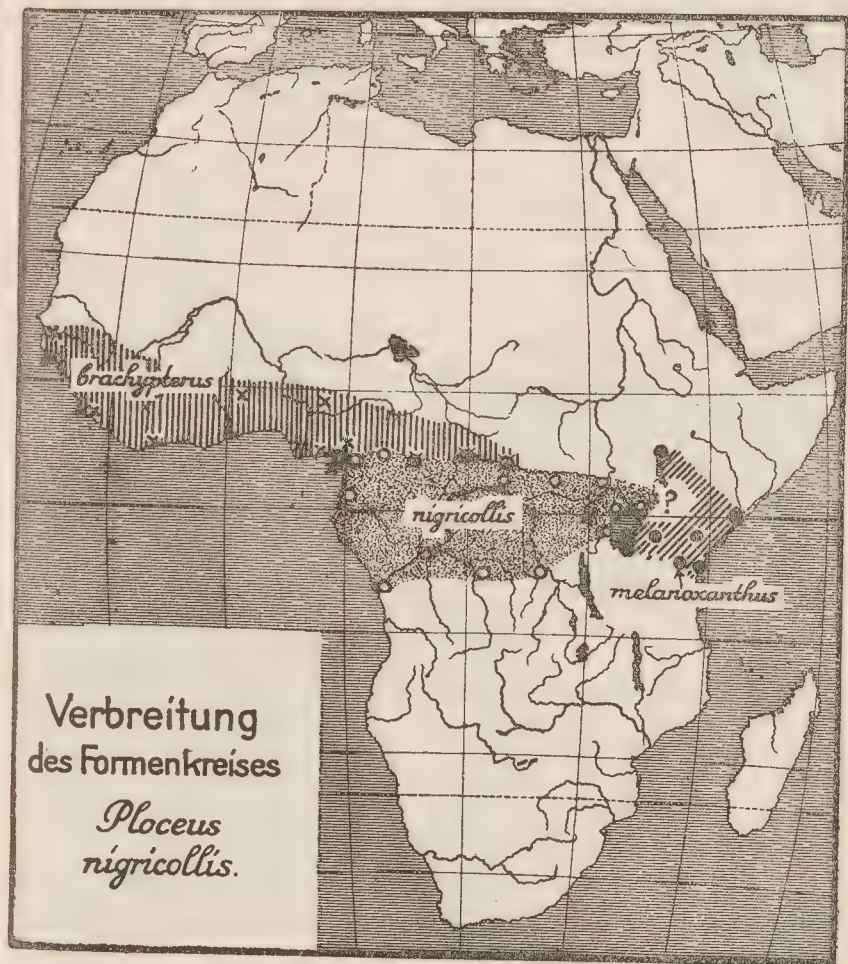 brachypterus
nigricollis
?
melanoxanthus
Verbreitung
des Formenkreises
Ploceus
nigricollis.